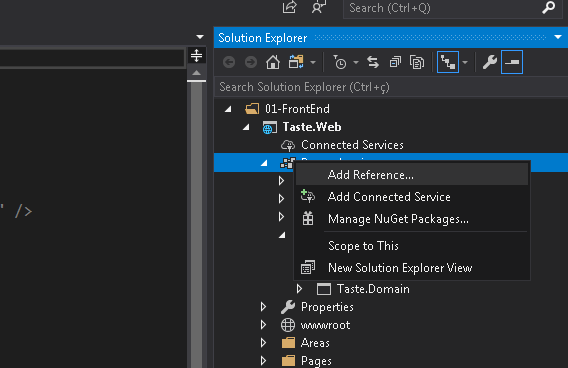 Search (Ctrl+Q)
Solution Explorer
Search Solution Explorer (Ctrl+ç)
01-FrontEnd
Taste.Web
Connected Services
Add Reference...
Add Connected Service
" />
Manage NuGet Packages...
Scope to This
New Solution Explorer View
Taste.Domain
Properties
wwwroot
Areas
Pages